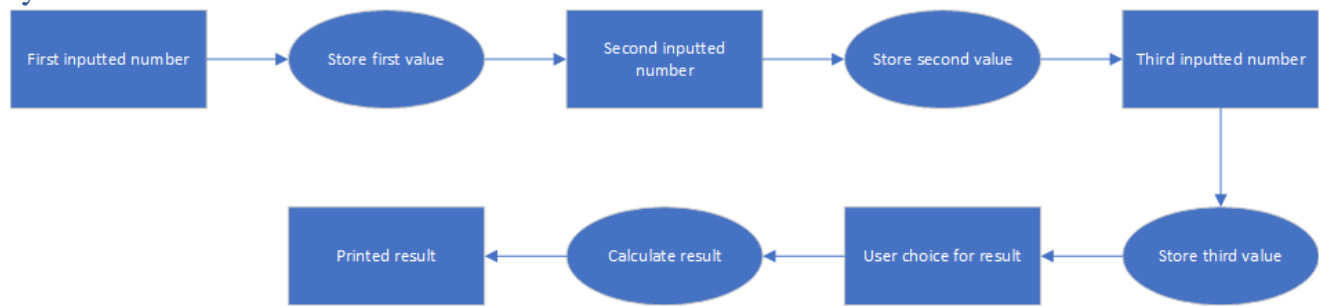 First inputted number
Store first value
Second inputted
number
Store second value
Third inputted number
Printed result
Calculate result
User choice for result
Store third value